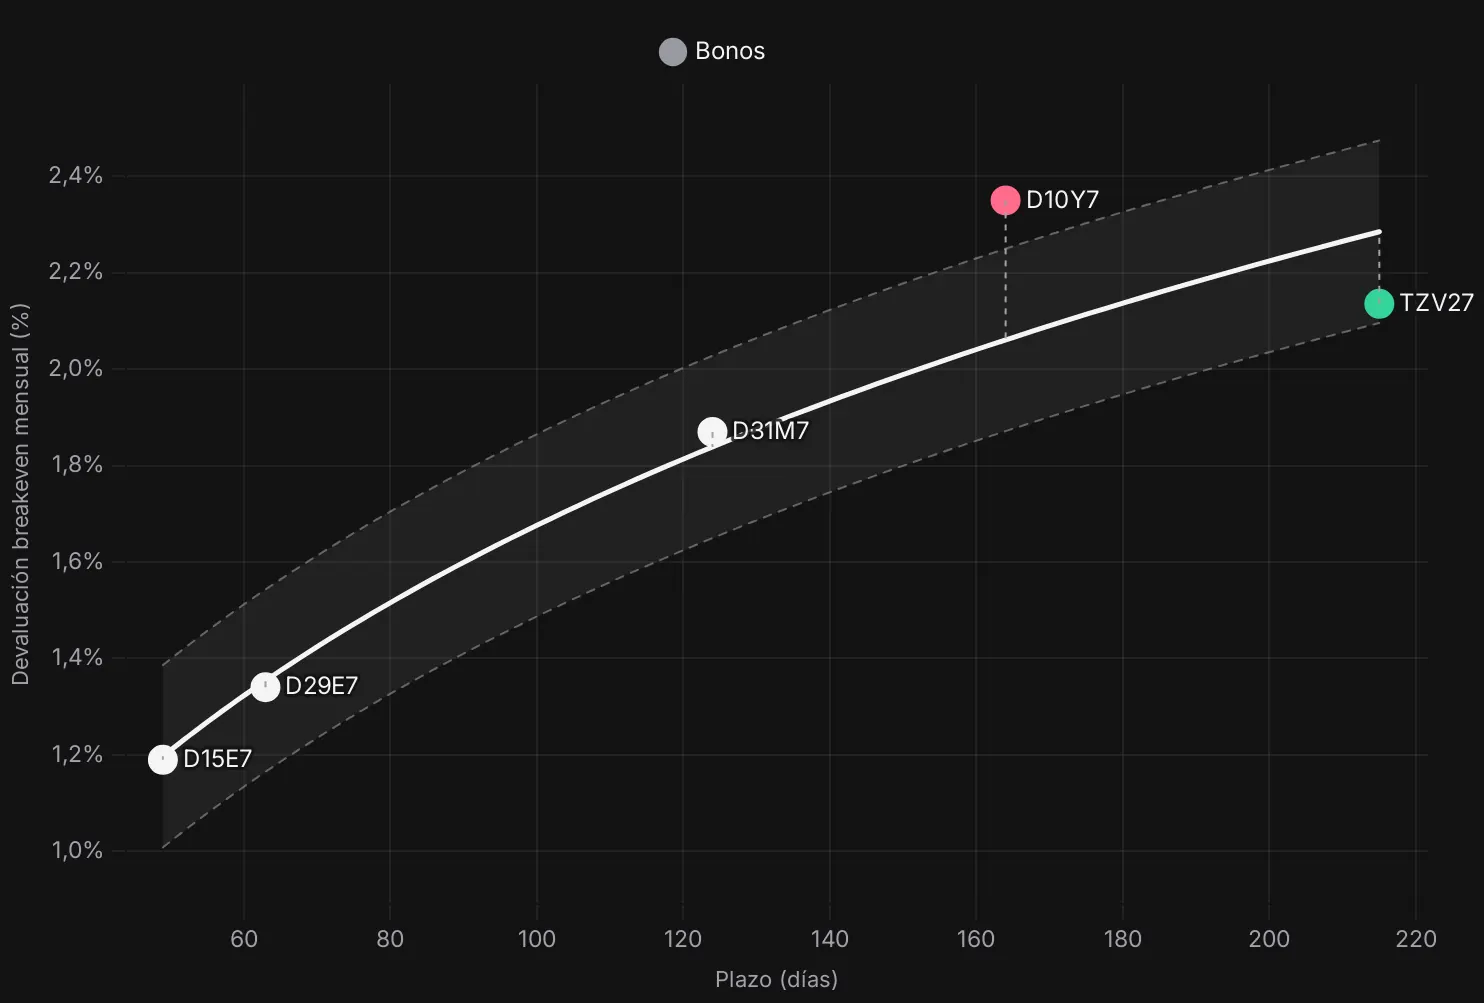 Bonos
Devaluación breakeven mensual (%)
2,4%
2,2%
2,0%
1,8%
1,6%
1,4%
1,2%
1,0%
D10Y7
TZV27
D31M7
D29E7
D15E7
60 80 100 120 140 160 180 200 220
Plazo (días)